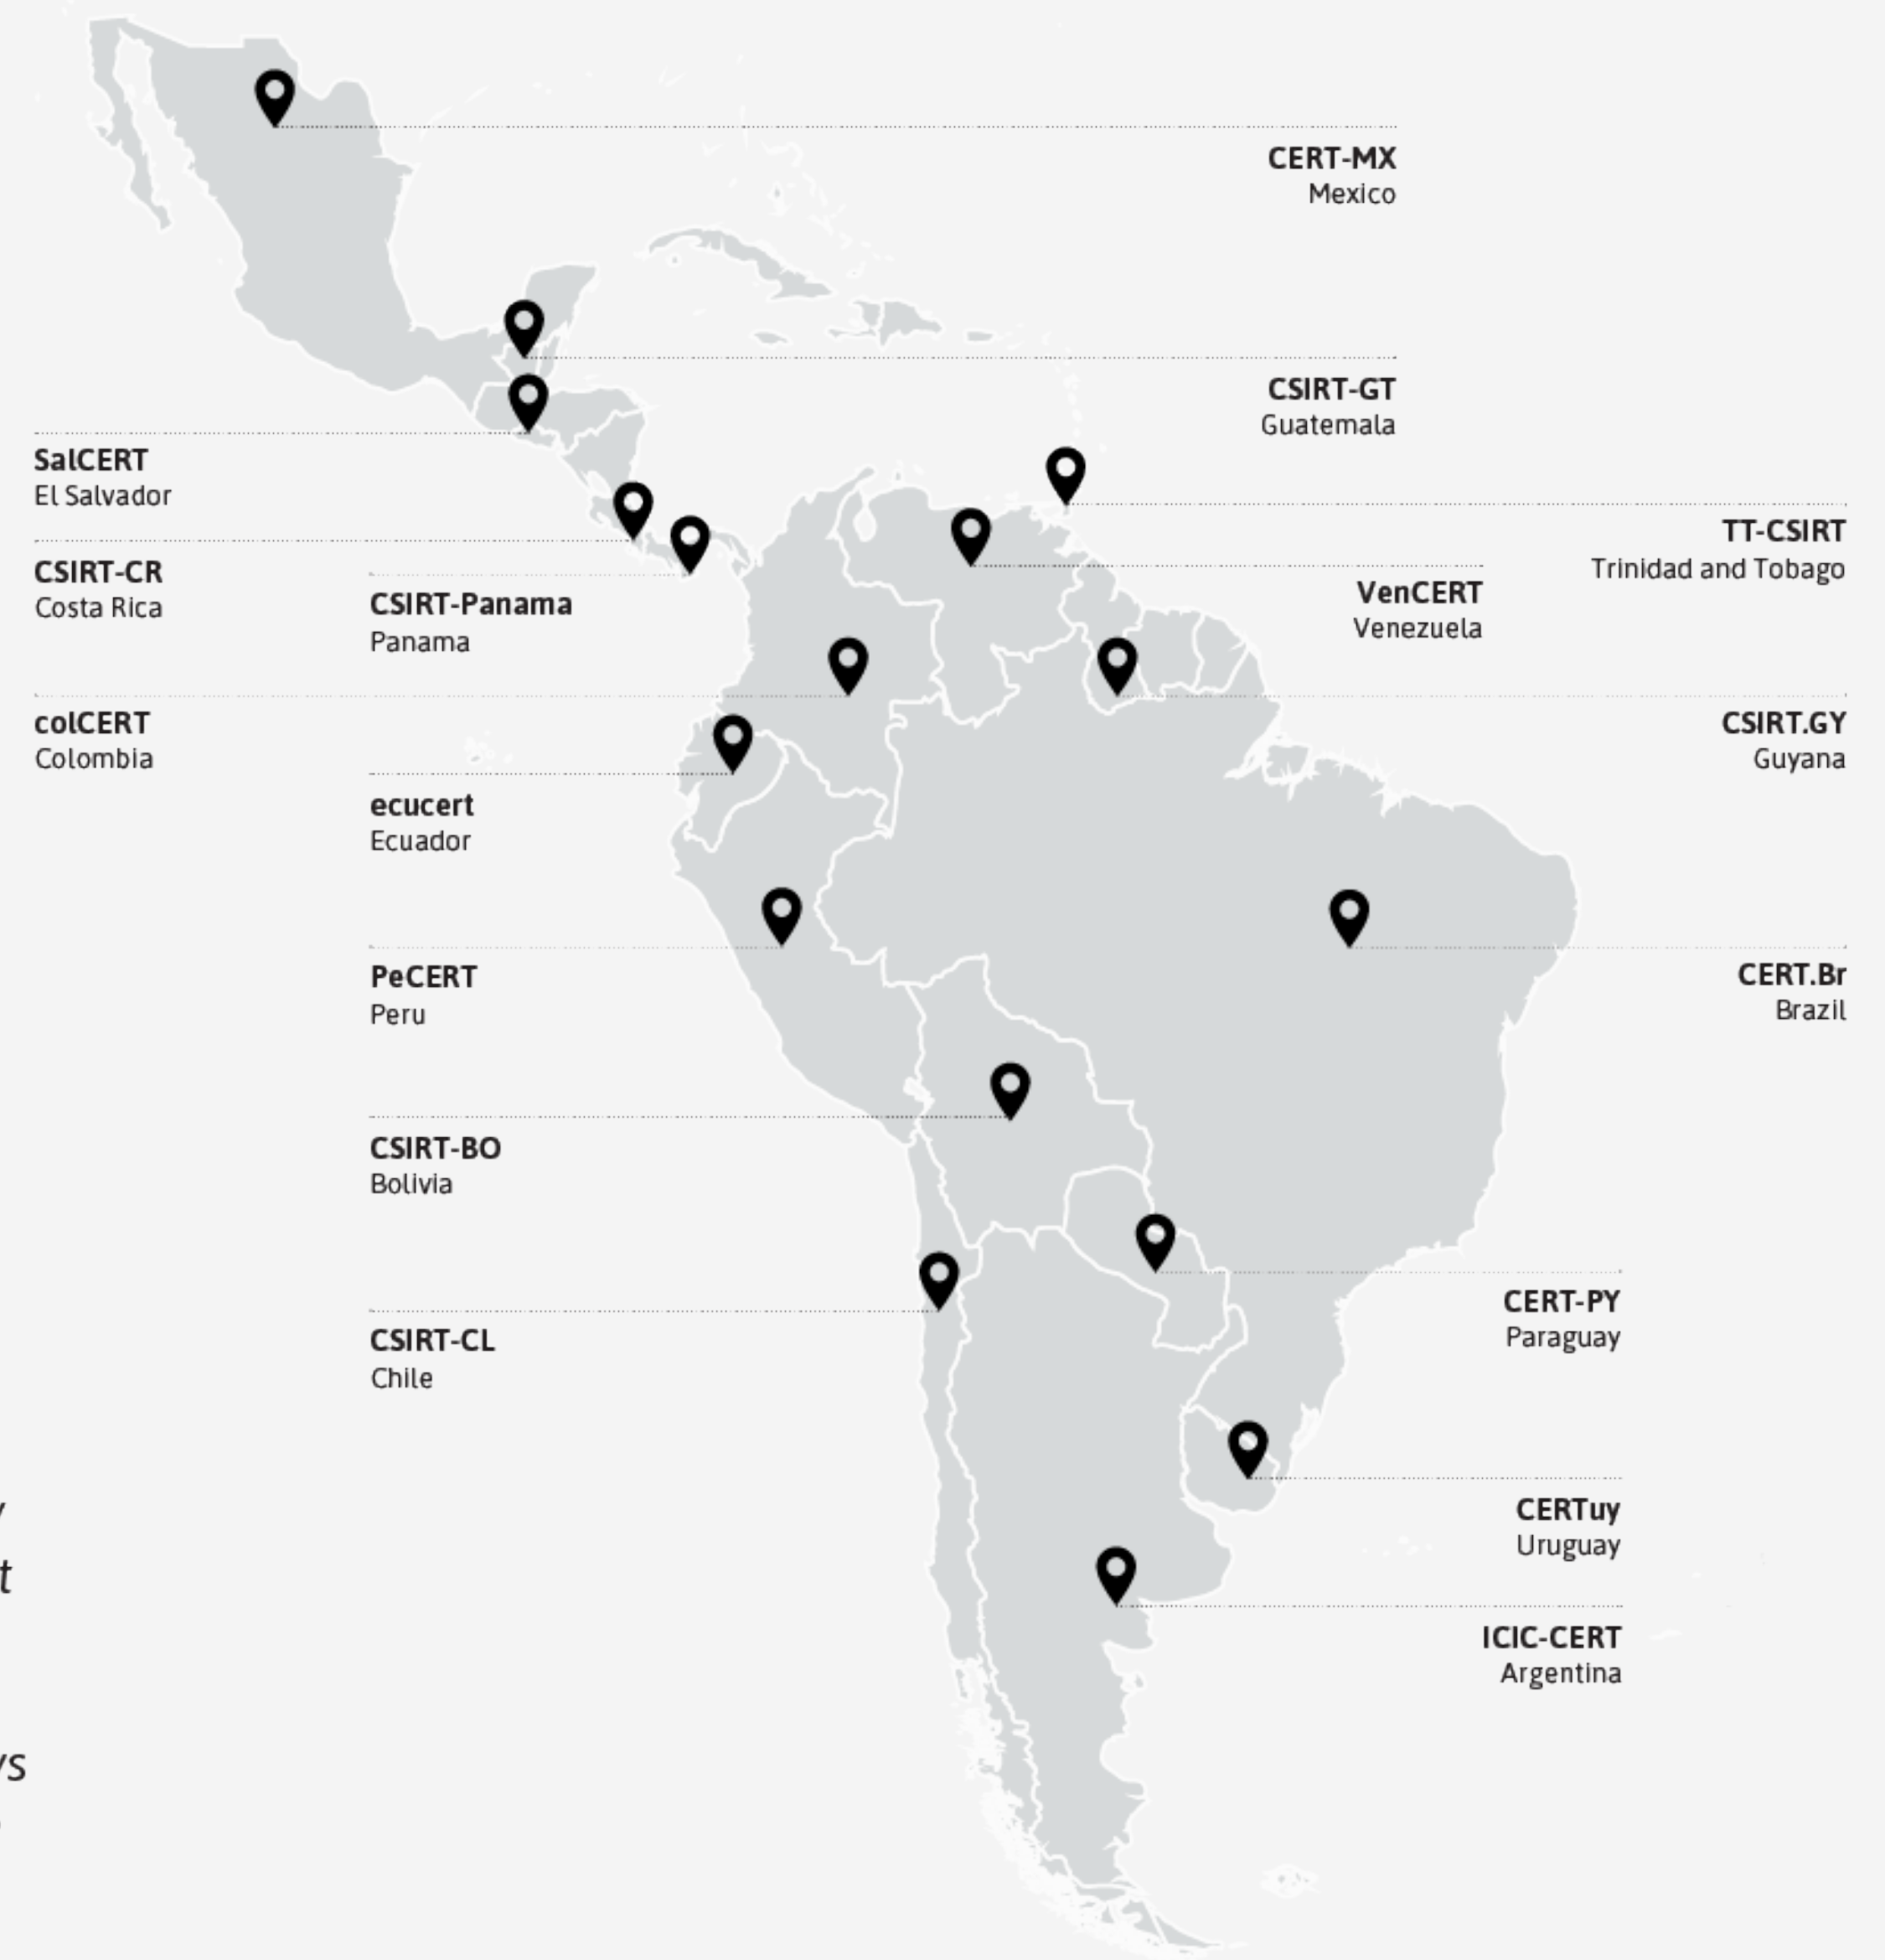 CERT-MX
Mexico
CSIRT-GT
Guatemala
SalCERT
El Salvador
TT-CSIRT
Trinidad and Tobago
CSIRT-CR
Costa Rica
CSIRT-Panama
Panama
VenCERT
Venezuela
colCERT
Colombia
CSIRT.GY
Guyana
ecucert
Ecuador
PeCERT
Peru
CERT.Br
Brazil
CSIRT-BO
Bolivia
CERT-PY
Paraguay
CSIRT-CL
Chile
CERTuy
Uruguay
ICIC-CERT
Argentina